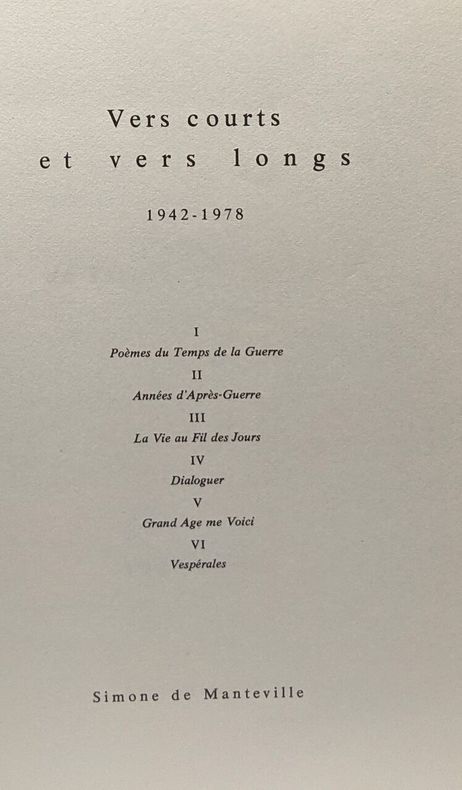 Vers courts
et vers longs
1942-1978
I
Poèmes du Temps de la Guerre
II
Années d'Après-Guerre
III
La Vie au Fil des Jours
IV
Dialoguer
V
Grand Age me Voici
VI
Vespérales
Simone de Manteville